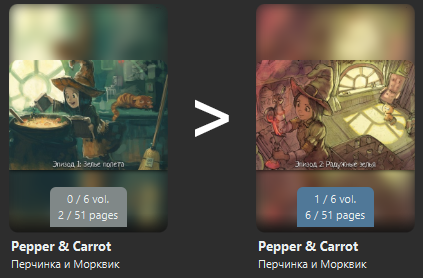 Эпизод 1: Зелье полета
0 / 6 vol.
2 / 51 pages
Pepper & Carrot
Перчинка и Морквик
>
Эпизод 2: Радужные зелья
1 / 6 vol.
6 / 51 pages
Pepper & Carrot
Перчинка и Морквик